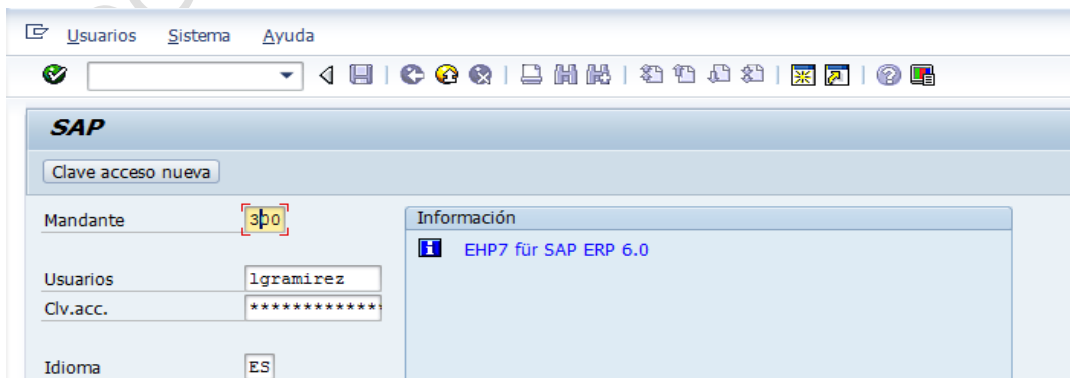 Usuarios Sistema Ayuda
SAP
Clave acceso nueva
Mandante 300
Información
EHP7 für SAP ERP 6.0
Usuarios lgramirez
Clv.acc. *************
Idioma ES